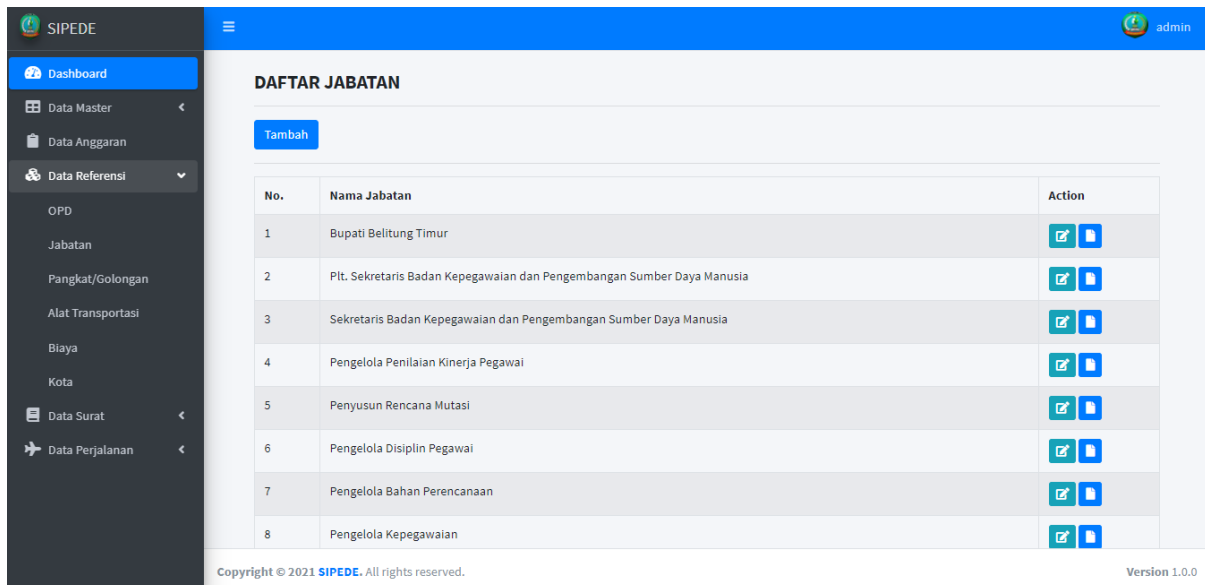 SIPEDE
admin
Dashboard
Data Master
Data Anggaran
Data Referensi
OPD
Jabatan
Pangkat/Golongan
Alat Transportasi
Biaya
Kota
Data Surat
Data Perjalanan
DAFTAR JABATAN
Tambah
No. Nama Jabatan Action
1 Bupati Belitung Timur
2 Plt. Sekretaris Badan Kepegawaian dan Pengembangan Sumber Daya Manusia
3 Sekretaris Badan Kepegawaian dan Pengembangan Sumber Daya Manusia
4 Pengelola Penilaian Kinerja Pegawai
5 Penyusun Rencana Mutasi
6 Pengelola Disiplin Pegawai
7 Pengelola Bahan Perencanaan
8 Pengelola Kepegawaian
Copyright © 2021 SIPEDE. All rights reserved. Version 1.0.0